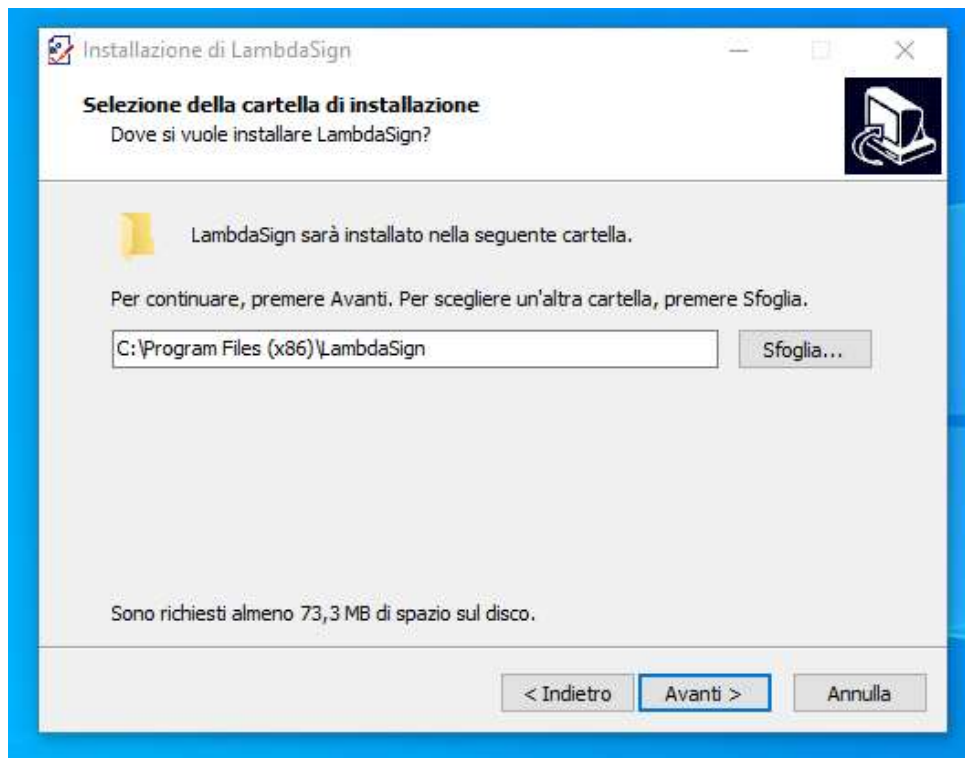 Installazione di LambdaSign
Selezione della cartella di installazione
Dove si vuole installare LambdaSign?
LambdaSign sarà installato nella seguente cartella.
Per continuare, premere Avanti. Per scegliere un'altra cartella, premere Sfoglia.
C:\Program Files (x86)\LambdaSign
Sfoglia...
Sono richiesti almeno 73,3 MB di spazio sul disco.
< Indietro
Avanti >
Annulla